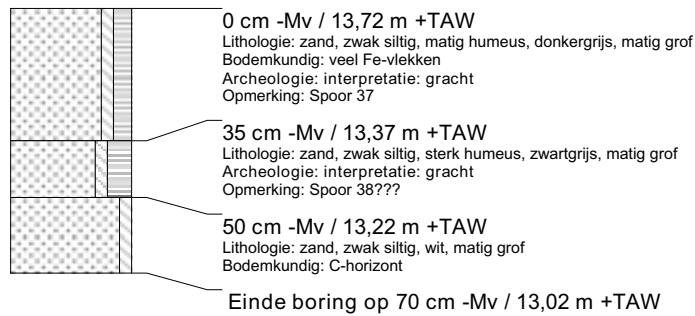 0 cm -Mv / 13,72 m +TAW
Lithologie: zand, zwak siltig, matig humeus, donkergrijs, matig grof
Bodemkundig: veel Fe-vlekken
Archeologie: interpretatie: gracht
Opmerking: Spoor 37
35 cm -Mv / 13,37 m +TAW
Lithologie: zand, zwak siltig, sterk humeus, zwartgrijs, matig grof
Archeologie: interpretatie: gracht
Opmerking: Spoor 38???
50 cm -Mv / 13,22 m +TAW
Lithologie: zand, zwak siltig, wit, matig grof
Bodemkundig: C-horizont
Einde boring op 70 cm -Mv / 13,02 m +TAW